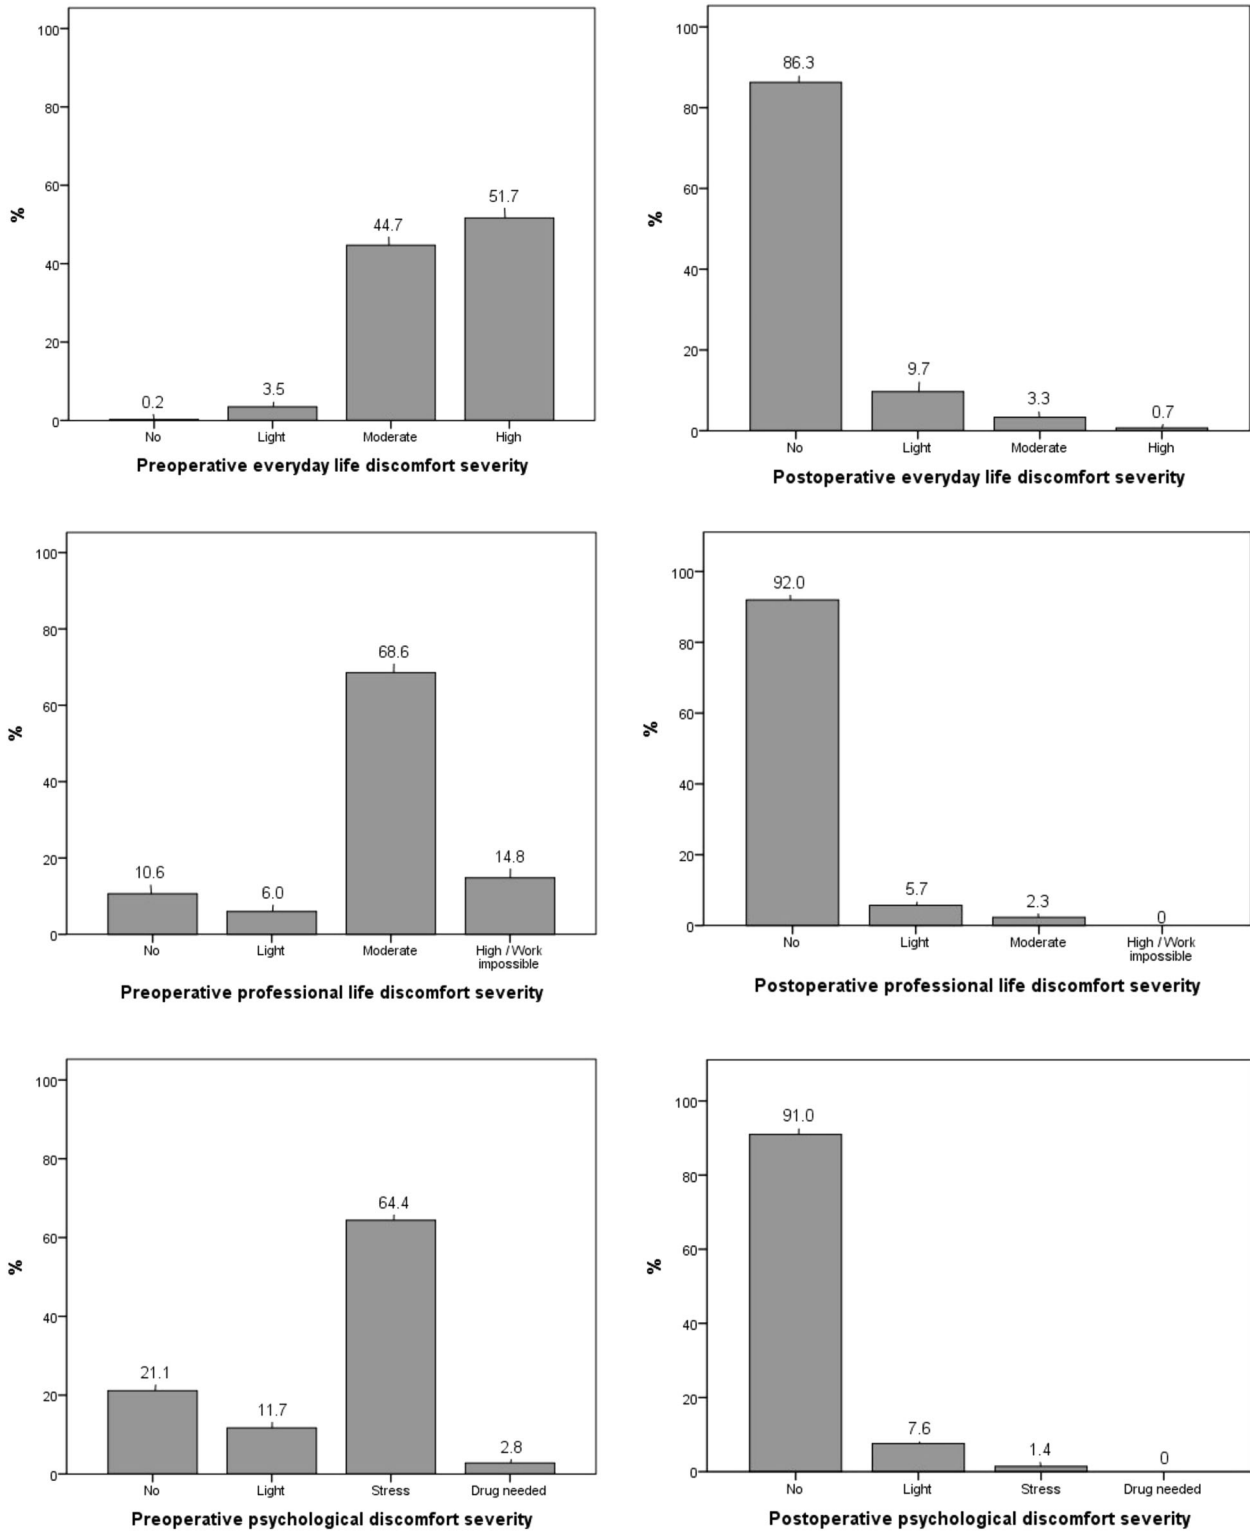 100
80
60
40
20
0
%
0.2
3.5
44.7
51.7
No
Light
Moderate
High
Preoperative everyday life discomfort severity
100
80
60
40
20
0
%
86.3
9.7
3.3
0.7
No
Light
Moderate
High
Postoperative everyday life discomfort severity
100
80
60
40
20
0
%
10.6
6.0
68.6
14.8
No
Light
Moderate
High / Work
impossible
Preoperative professional life discomfort severity
100
80
60
40
20
0
%
92.0
5.7
2.3
0
No
Light
Moderate
High / Work
impossible
Postoperative professional life discomfort severity
100
80
60
40
20
0
%
21.1
11.7
64.4
2.8
No
Light
Stress
Drug needed
Preoperative psychological discomfort severity
100
80
60
40
20
0
%
91.0
7.6
1.4
0
No
Light
Stress
Drug needed
Postoperative psychological discomfort severity